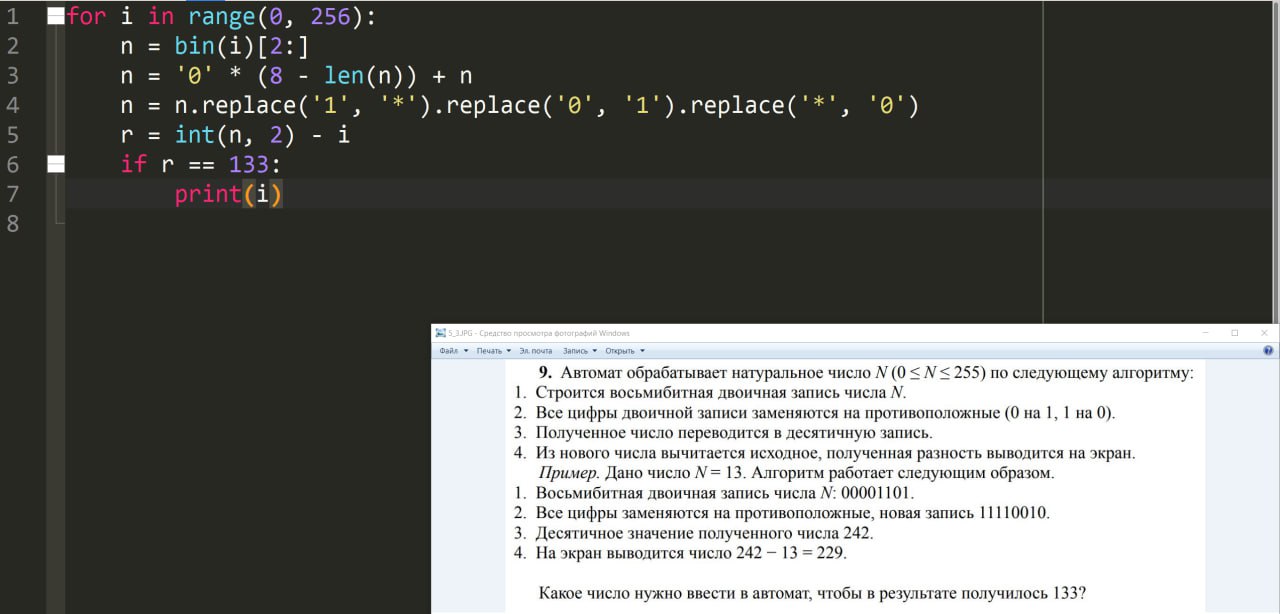 1 for i in range(0, 256):
2 n = bin(i)[2:]
3 n = '0' * (8 - len(n)) + n
4 n = n.replace('1', '*').replace('0', '1').replace('*', '0')
5 r = int(n, 2) - i
6 if r == 133:
7 print(i)
8
5_3.JPG - Средство просмотра фотографий Windows
Файл Печать Эл. почта Запись Открыть
9. Автомат обрабатывает натуральное число N (0 ≤ N ≤ 255) по следующему алгоритму:
1. Строится восьмибитная двоичная запись числа N.
2. Все цифры двоичной записи заменяются на противоположные (0 на 1, 1 на 0).
3. Полученное число переводится в десятичную запись.
4. Из нового числа вычитается исходное, полученная разность выводится на экран.
Пример. Дано число N = 13. Алгоритм работает следующим образом.
1. Восьмибитная двоичная запись числа N: 00001101.
2. Все цифры заменяются на противоположные, новая запись 11110010.
3. Десятичное значение полученного числа 242.
4. На экран выводится число 242 − 13 = 229.
Какое число нужно ввести в автомат, чтобы в результате получилось 133?